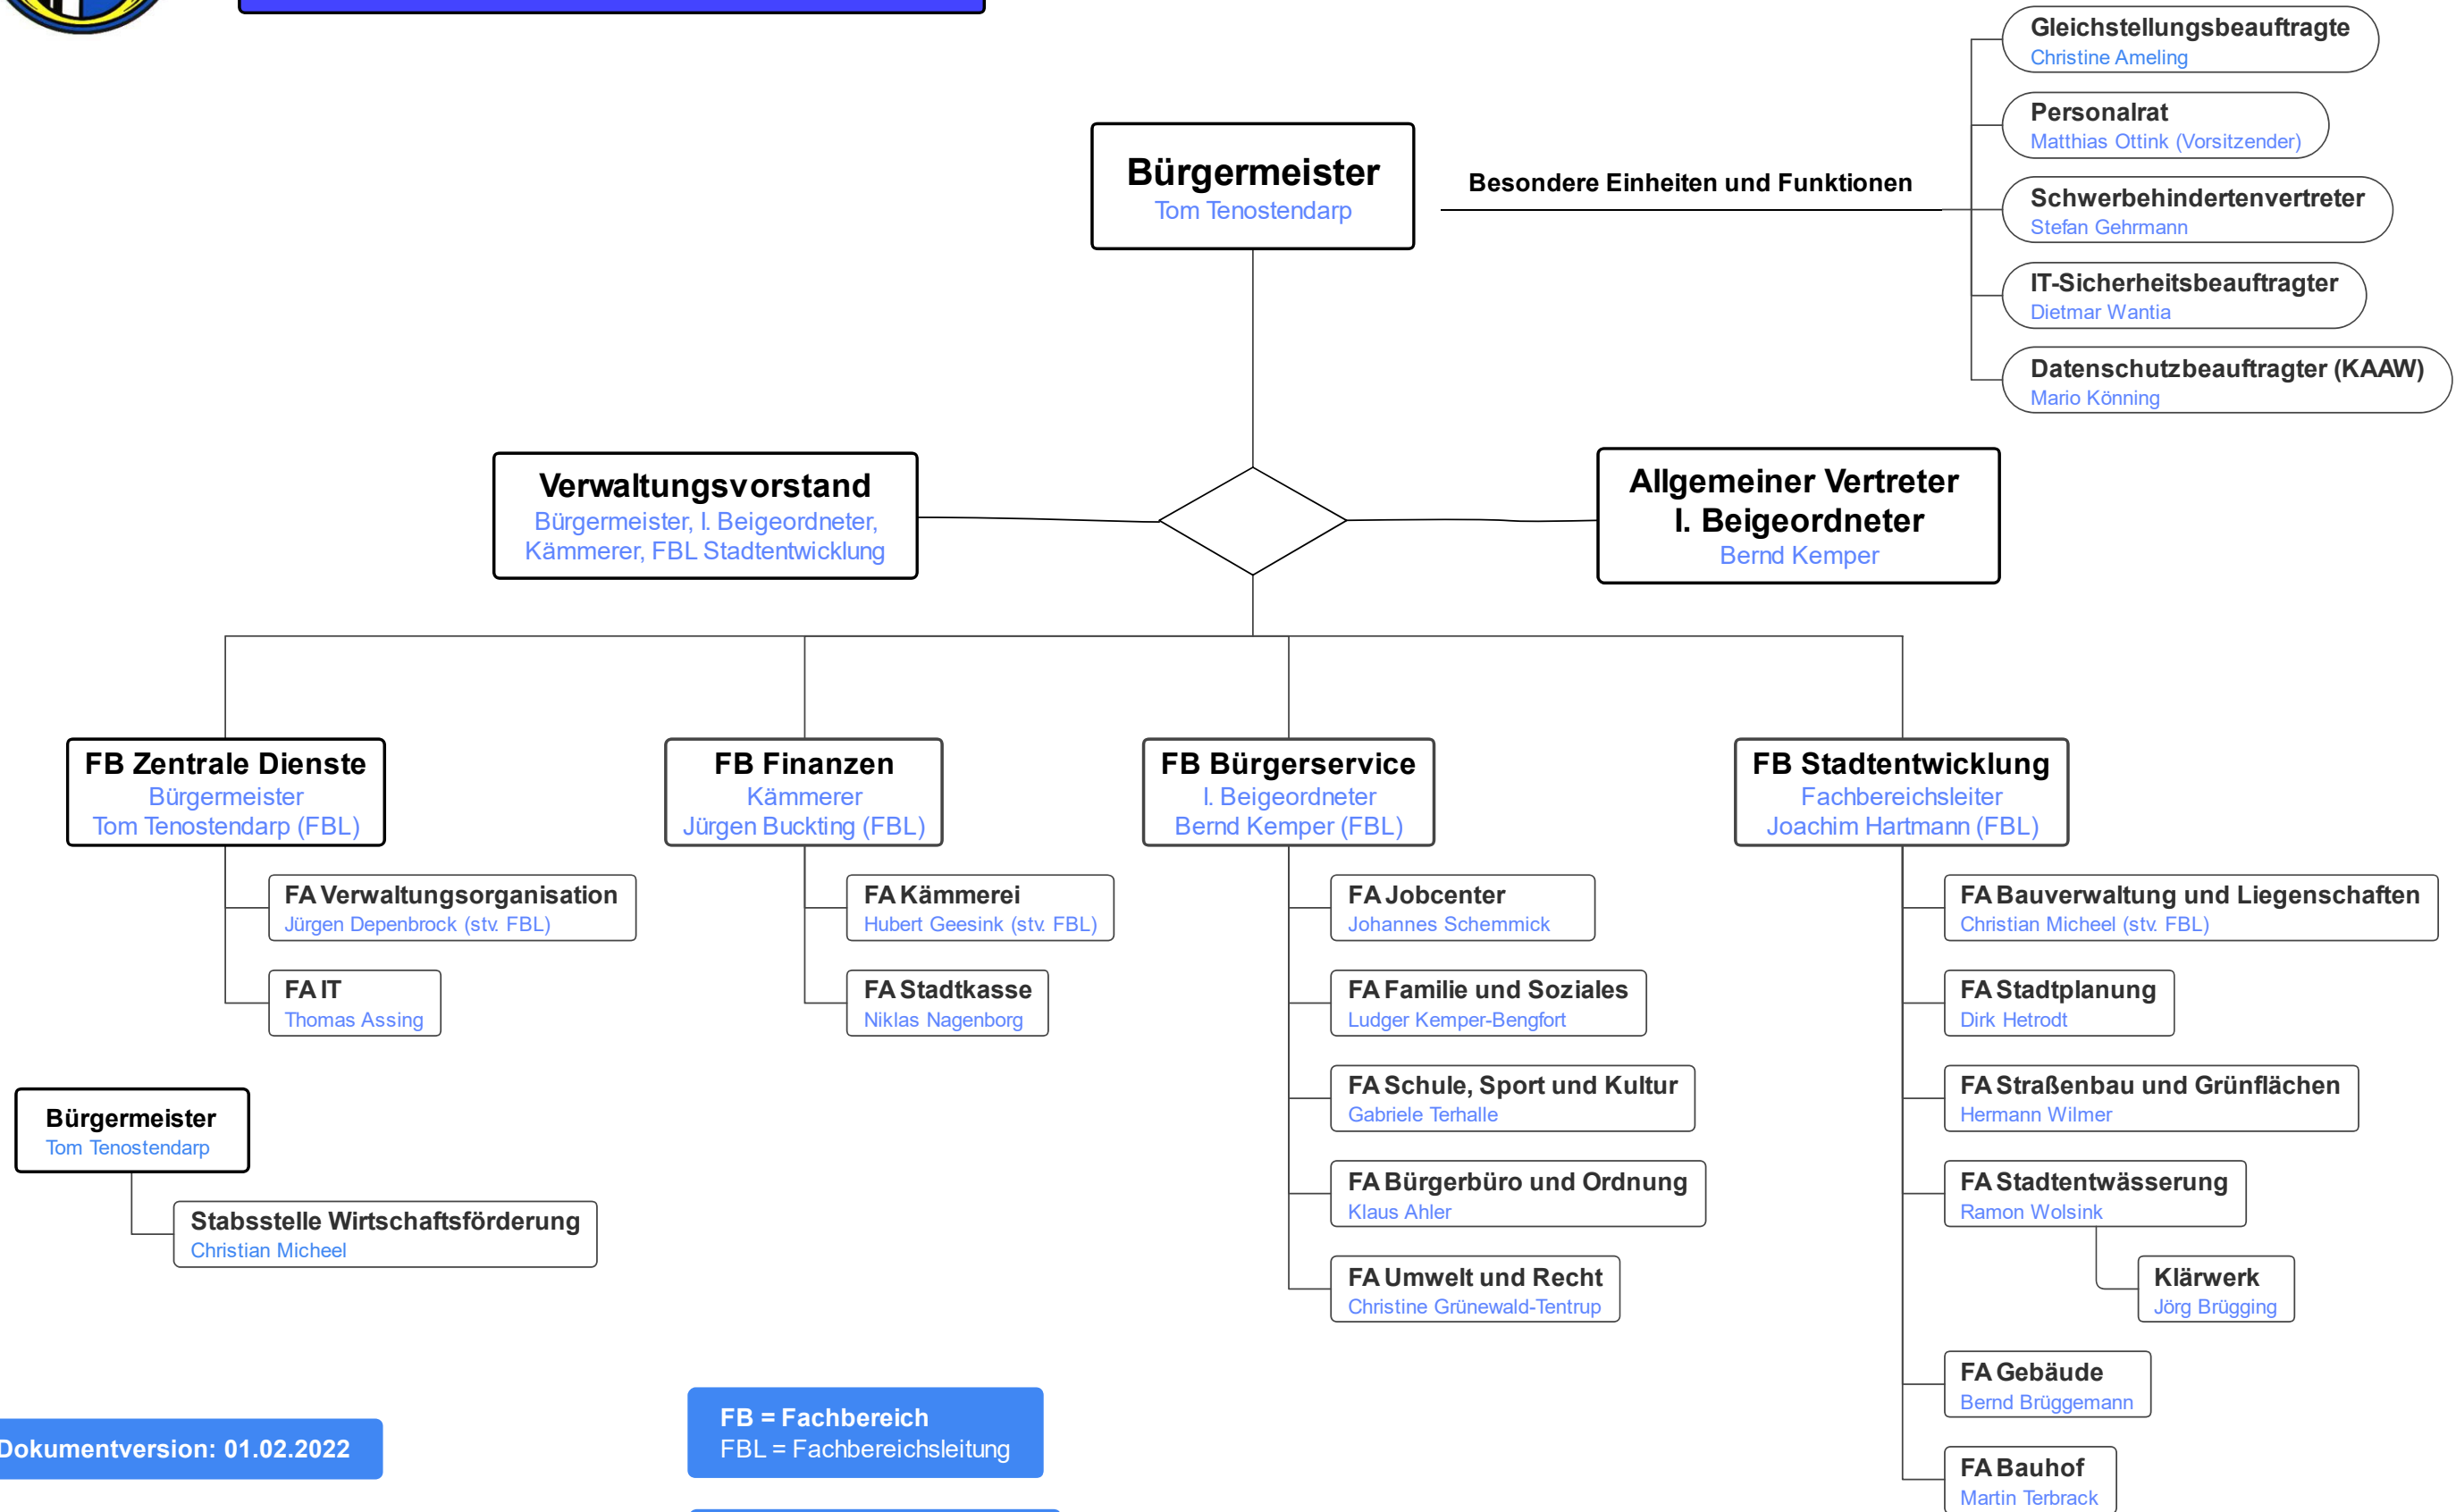 Gleichstellungsbeauftragte
Christine Ameling
Personalrat
Matthias Ottink (Vorsitzender)
Bürgermeister
Tom Tenostendarp
Besondere Einheiten und Funktionen
Schwerbehindertenvertreter
Stefan Gehrmann
IT-Sicherheitsbeauftragter
Dietmar Wantia
Datenschutzbeauftragter (KAAW)
Mario Könning
Verwaltungsvorstand
Bürgermeister, I. Beigeordneter,
Kämmerer, FBL Stadtentwicklung
Allgemeiner Vertreter
I. Beigeordneter
Bernd Kemper
FB Zentrale Dienste
Bürgermeister
Tom Tenostendarp (FBL)
FA Verwaltungsorganisation
Jürgen Depenbrock (stv. FBL)
FA IT
Thomas Assing
Bürgermeister
Tom Tenostendarp
Stabsstelle Wirtschaftsförderung
Christian Micheel
FB Finanzen
Kämmerer
Jürgen Buckting (FBL)
FA Kämmerei
Hubert Geesink (stv. FBL)
FA Stadtkasse
Niklas Nagenborg
FB Bürgerservice
I. Beigeordneter
Bernd Kemper (FBL)
FA Jobcenter
Johannes Schemmick
FA Familie und Soziales
Ludger Kemper-Bengfort
FA Schule, Sport und Kultur
Gabriele Terhalle
FA Bürgerbüro und Ordnung
Klaus Ahler
FA Umwelt und Recht
Christine Grünewald-Tentrup
FB Stadtentwicklung
Fachbereichsleiter
Joachim Hartmann (FBL)
FA Bauverwaltung und Liegenschaften
Christian Micheel (stv. FBL)
FA Stadtplanung
Dirk Hetrodt
FA Straßenbau und Grünflächen
Hermann Wilmer
FA Stadtentwässerung
Ramon Wolsink
Klärwerk
Jörg Brügging
FA Gebäude
Bernd Brüggemann
FA Bauhof
Martin Terbrack
Dokumentversion: 01.02.2022
FB = Fachbereich
FBL = Fachbereichsleitung